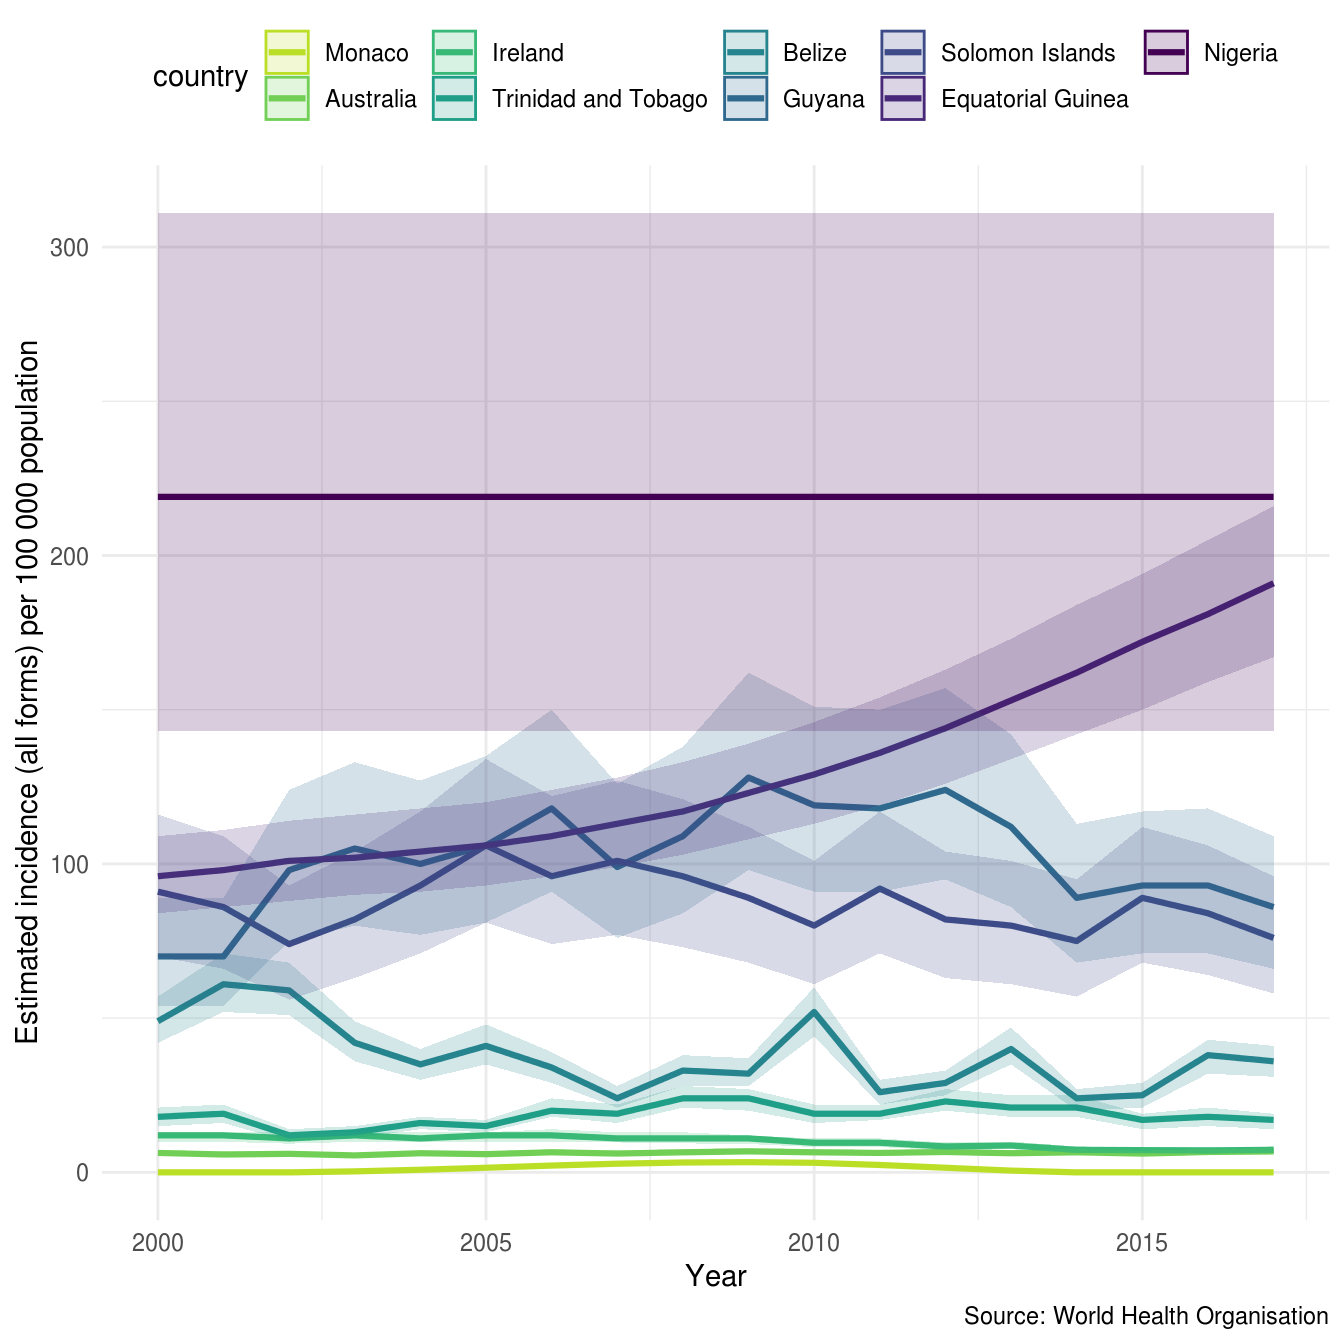 country
Monaco
Ireland
Belize
Solomon Islands
Nigeria
Australia
Trinidad and Tobago
Guyana
Equatorial Guinea
Estimated incidence (all forms) per 100 000 population
300
200
100
0
2000
2005
2010
2015
Year
Source: World Health Organisation